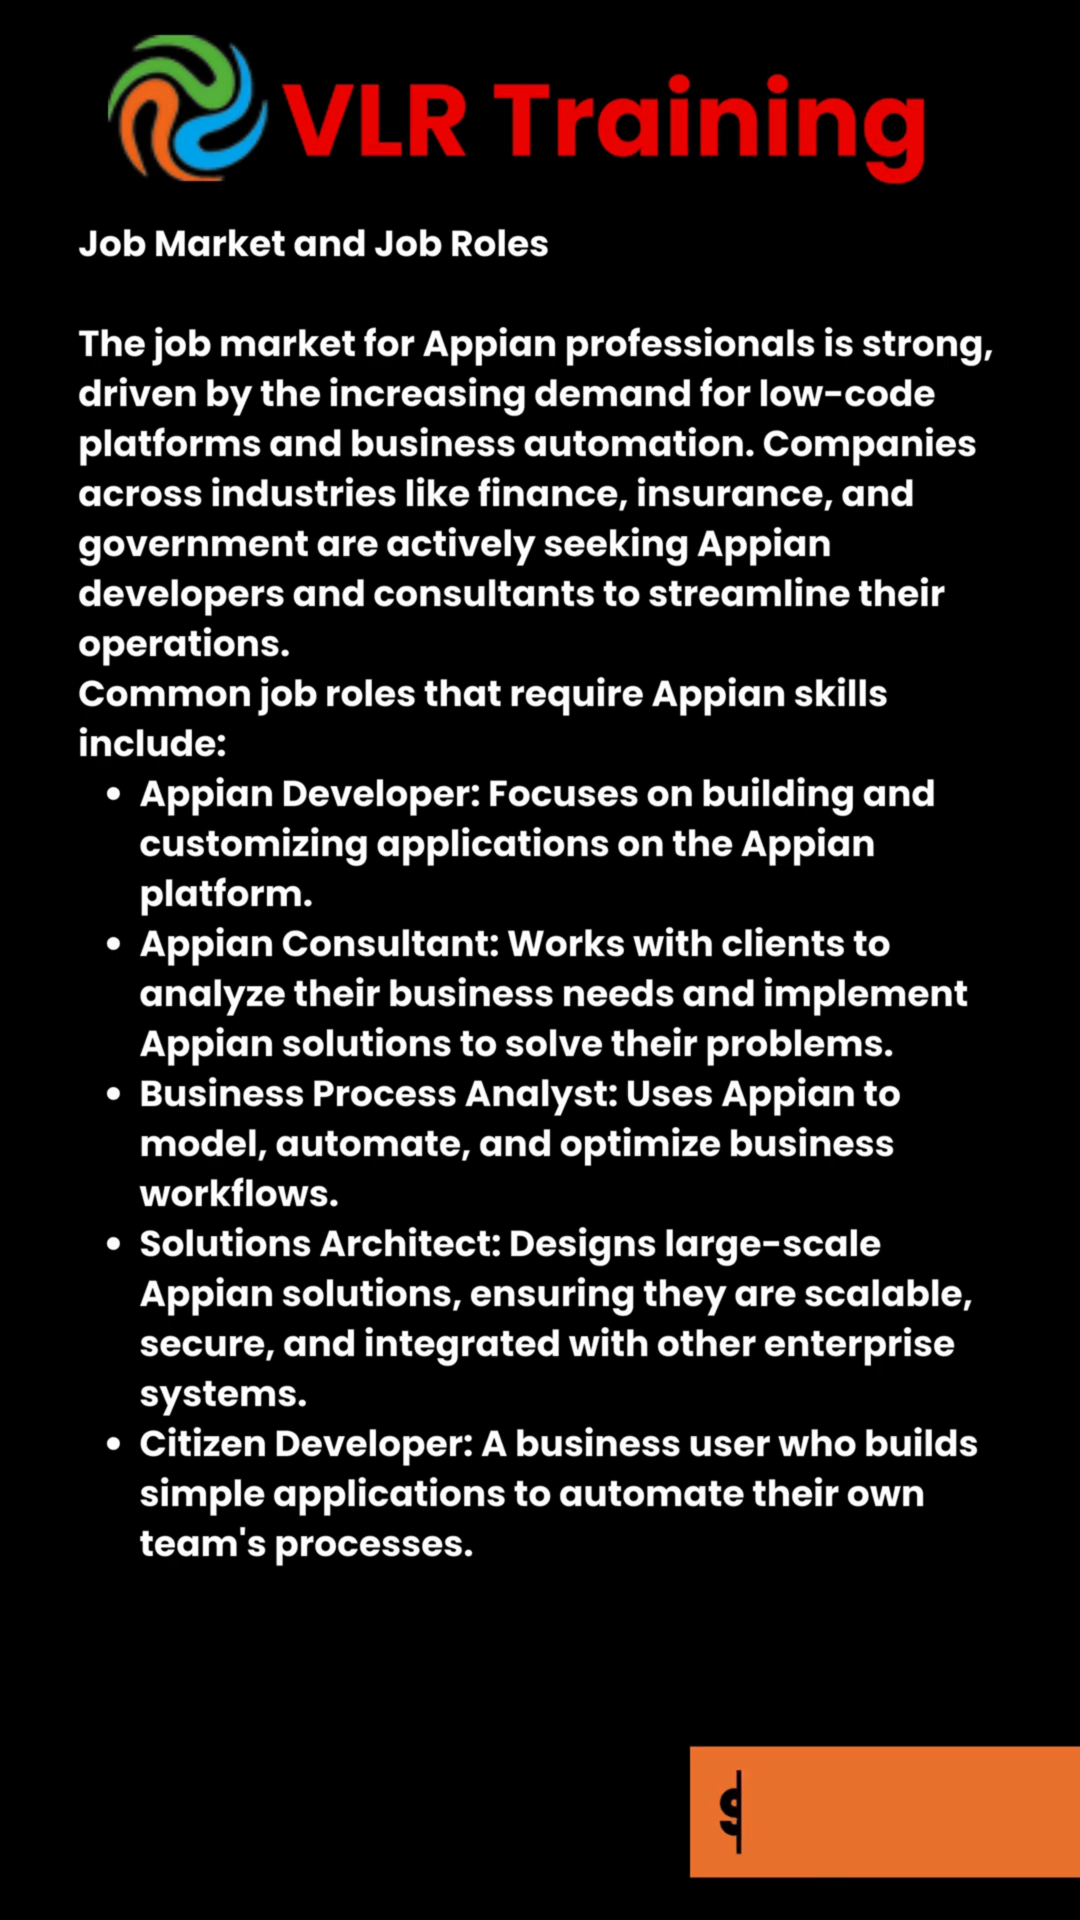 VLR Training
Job Market and Job Roles
The job market for Appian professionals is strong,
driven by the increasing demand for low-code
platforms and business automation. Companies
across industries like finance, insurance, and
government are actively seeking Appian
developers and consultants to streamline their
operations.
Common job roles that require Appian skills
include:
• Appian Developer: Focuses on building and
customizing applications on the Appian
platform.
• Appian Consultant: Works with clients to
analyze their business needs and implement
Appian solutions to solve their problems.
• Business Process Analyst: Uses Appian to
model, automate, and optimize business
workflows.
• Solutions Architect: Designs large-scale
Appian solutions, ensuring they are scalable,
secure, and integrated with other enterprise
systems.
• Citizen Developer: A business user who builds
simple applications to automate their own
team's processes.